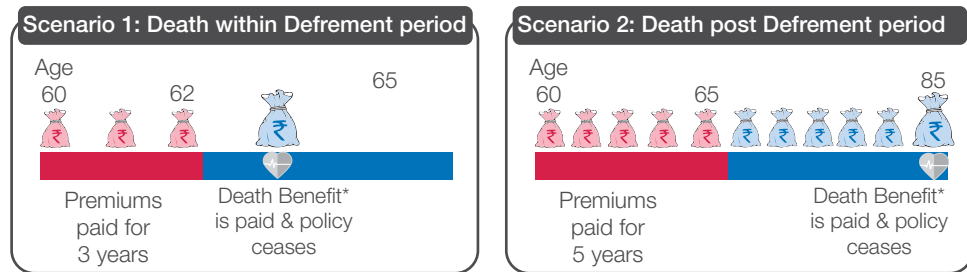 Scenario 1: Death within Defrement period
Age
60
62
65
₹ ₹ ₹ ₹
Premiums
paid for
3 years
Death Benefit*
is paid & policy
ceases
Scenario 2: Death post Defrement period
Age
60
65
85
₹ ₹ ₹ ₹ ₹ ₹ ₹ ₹ ₹ ₹ ₹
Premiums
paid for
5 years
Death Benefit*
is paid & policy
ceases